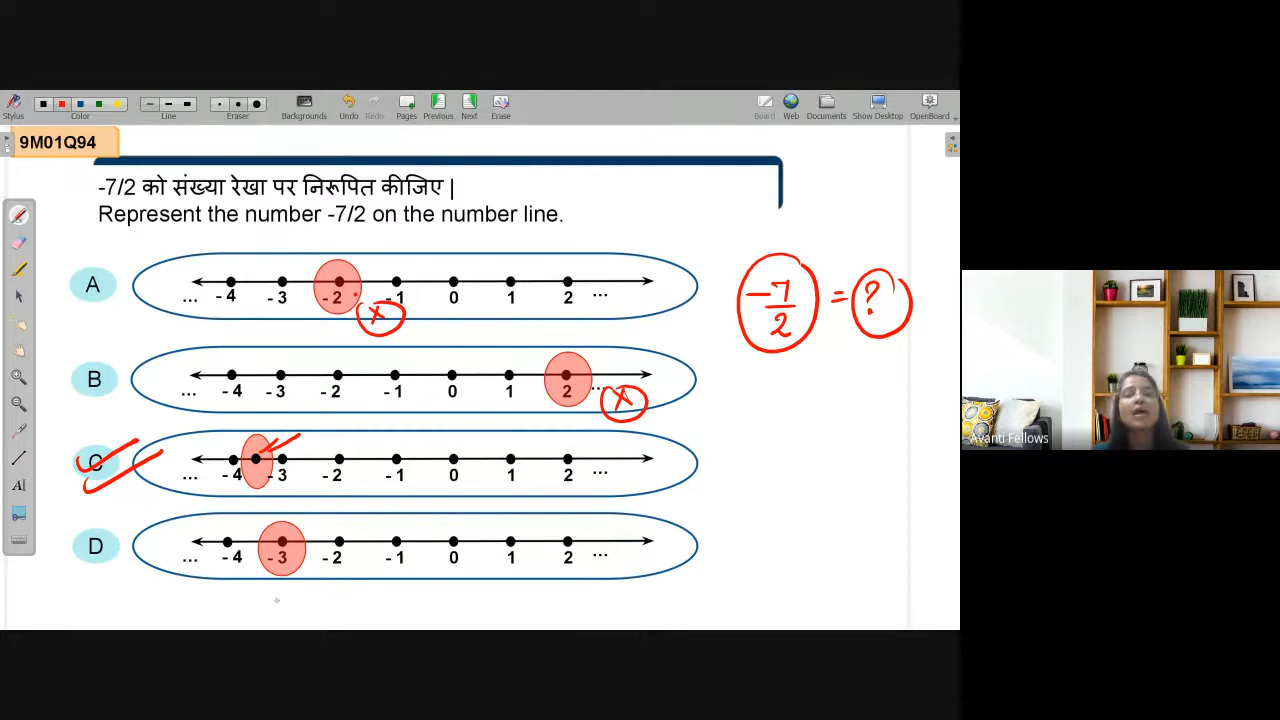 Stylus
Color
Line
Eraser
Backgrounds
Undo
Redo
Pages
Previous
Next
Erase
Board
Web
Documents
Show Desktop
OpenBoard
9M01Q94
-7/2 को संख्या रेखा पर निरूपित कीजिए |
Represent the number -7/2 on the number line.
A
... -4 -3 -2 -1 0 1 2 ...
x
B
... -4 -3 -2 -1 0 1 2 ...
x
C
... -4 -3 -2 -1 0 1 2 ...
D
... -4 -3 -2 -1 0 1 2 ...
-7/2 = ?
Avanti Fellows